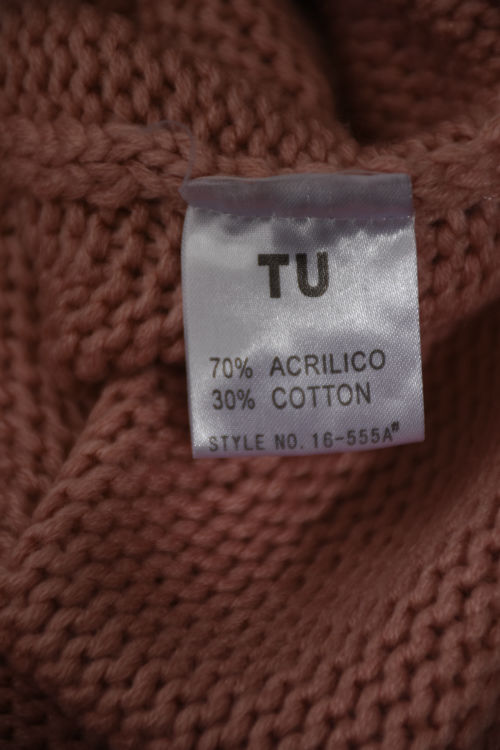 TU
70% ACRILICO
30% COTTON
STYLE NO. 16-555A#